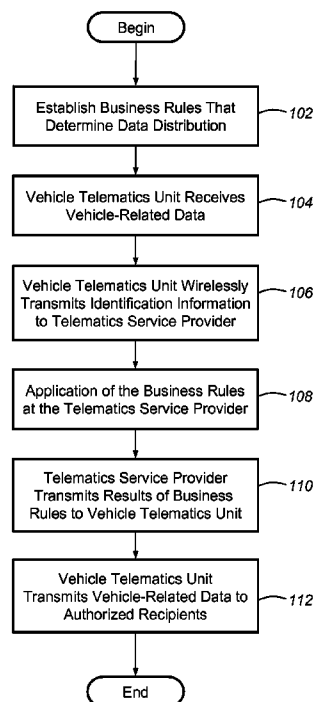 Begin
Establish Business Rules That
Determine Data Distribution
102
Vehicle Telematics Unit Receives
Vehicle-Related Data
104
Vehicle Telematics Unit Wirelessly
Transmits Identification Information
to Telematics Service Provider
106
Application of the Business Rules
at the Telematics Service Provider
108
Telematics Service Provider
Transmits Results of Business
Rules to Vehicle Telematics Unit
110
Vehicle Telematics Unit
Transmits Vehicle-Related Data to
Authorized Recipients
112
End